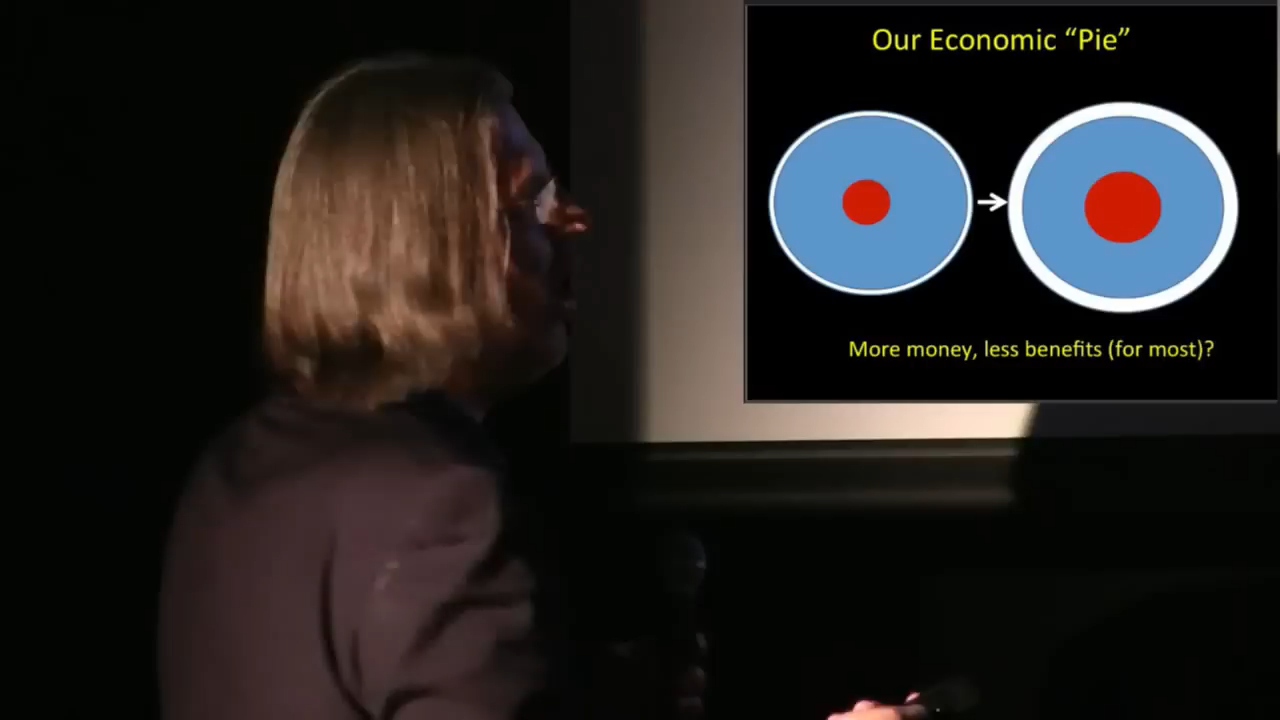 Our Economic “Pie”
More money, less benefits (for most)?